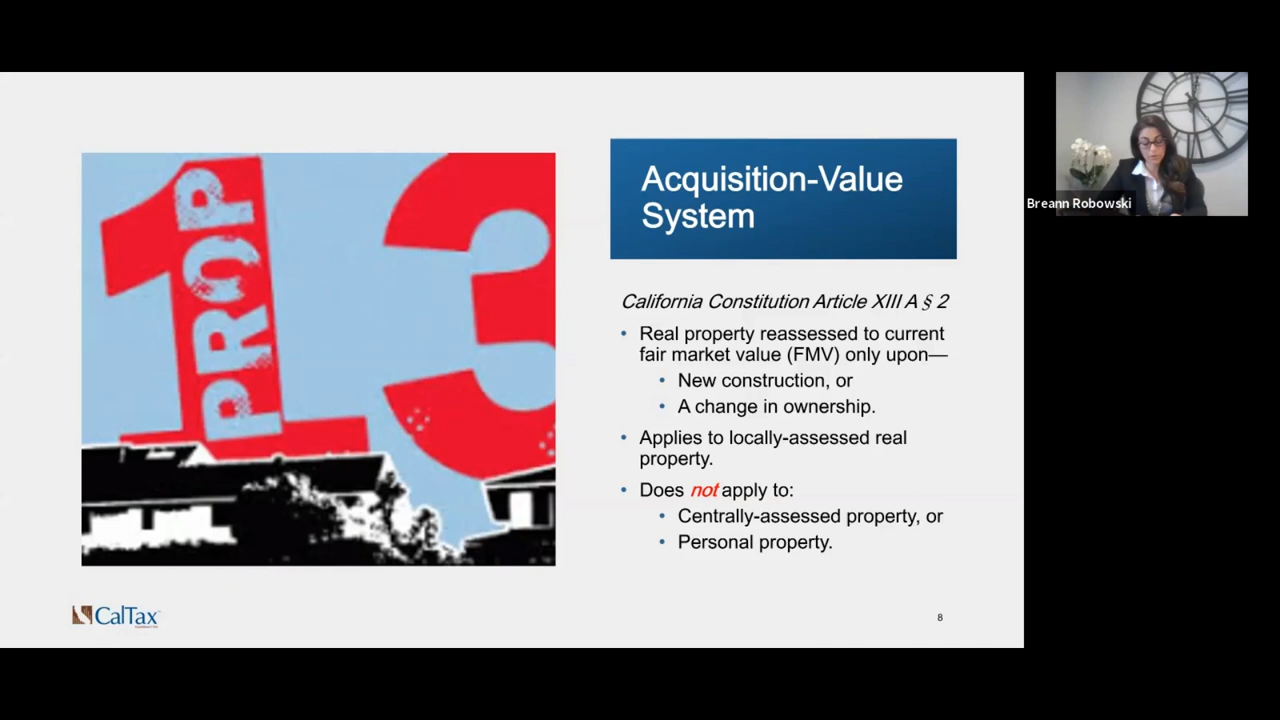 PROP 13
Acquisition-Value
System
California Constitution Article XIII A § 2
• Real property reassessed to current
fair market value (FMV) only upon—
• New construction, or
• A change in ownership.
• Applies to locally-assessed real
property.
• Does not apply to:
• Centrally-assessed property, or
• Personal property.
CalTax
8
Breann Robowski